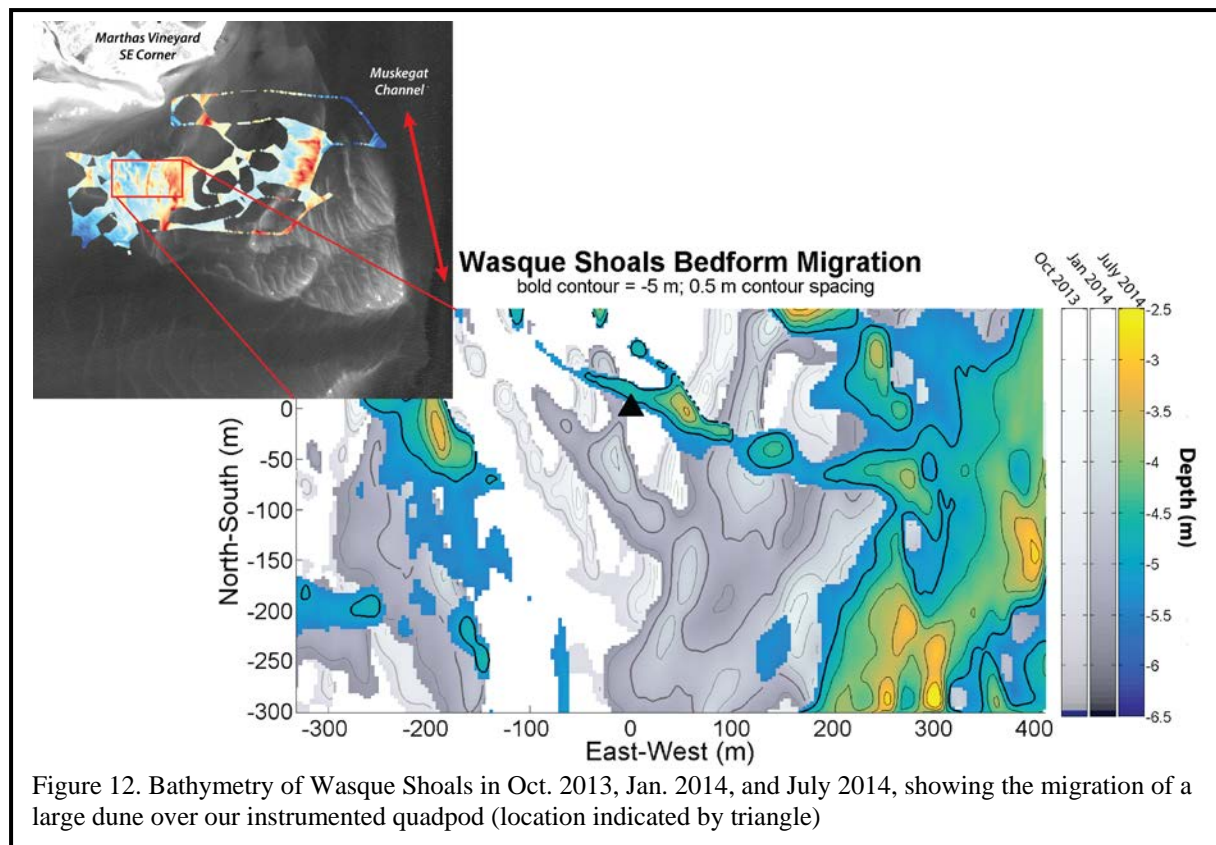 Marthas Vineyard
SE Corner
Muskegat
Channel
Wasque Shoals Bedform Migration
bold contour = -5 m; 0.5 m contour spacing
Oct 2013
Jan 2014
July 2014
0
-50
-100
-150
-200
-250
-300
North-South (m)
-300 -200 -100 0 100 200 300 400
East-West (m)
-2.5
-3
-3.5
-4
-4.5
-5
-5.5
-6
-6.5
Depth (m)
Figure 12. Bathymetry of Wasque Shoals in Oct. 2013, Jan. 2014, and July 2014, showing the migration of a
large dune over our instrumented quadpod (location indicated by triangle)